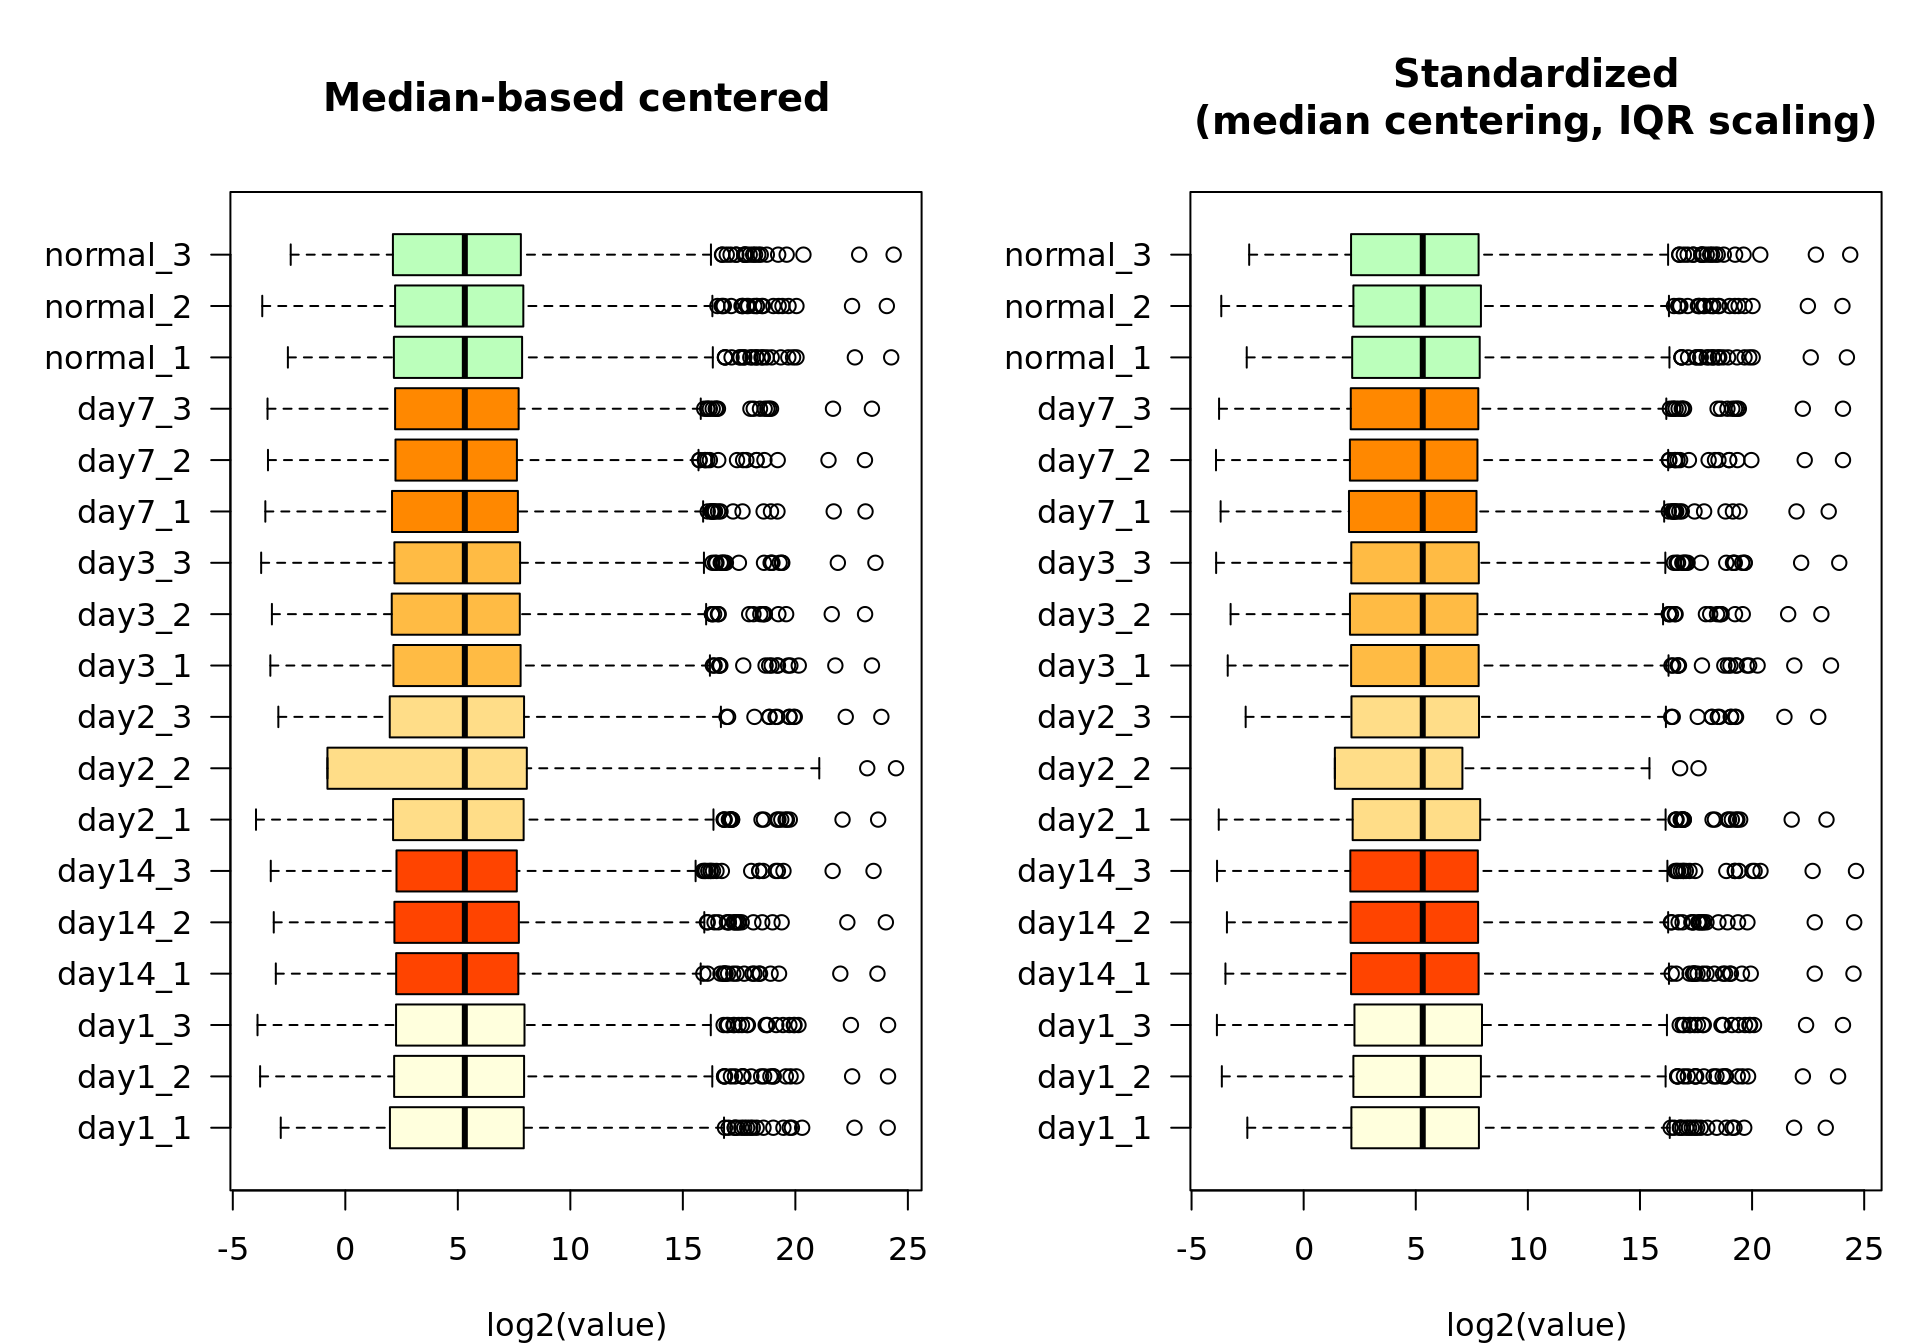 Median-based centered
normal_3
normal_2
normal_1
day7_3
day7_2
day7_1
day3_3
day3_2
day3_1
day2_3
day2_2
day2_1
day14_3
day14_2
day14_1
day1_3
day1_2
day1_1
-5 0 5 10 15 20 25
log2(value)
Standardized
(median centering, IQR scaling)
normal_3
normal_2
normal_1
day7_3
day7_2
day7_1
day3_3
day3_2
day3_1
day2_3
day2_2
day2_1
day14_3
day14_2
day14_1
day1_3
day1_2
day1_1
-5 0 5 10 15 20 25
log2(value)